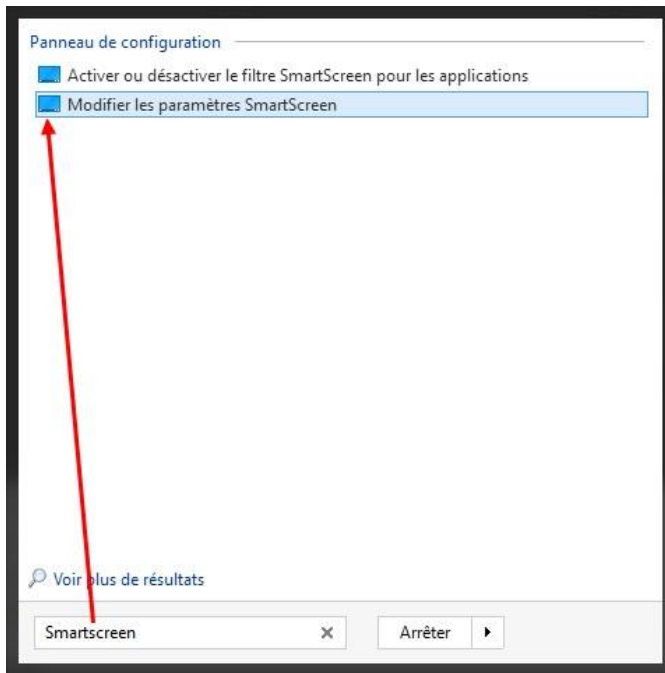 Panneau de configuration
Activer ou désactiver le filtre SmartScreen pour les applications
Modifier les paramètres SmartScreen
Voir plus de résultats
Smartscreen
Arrêter